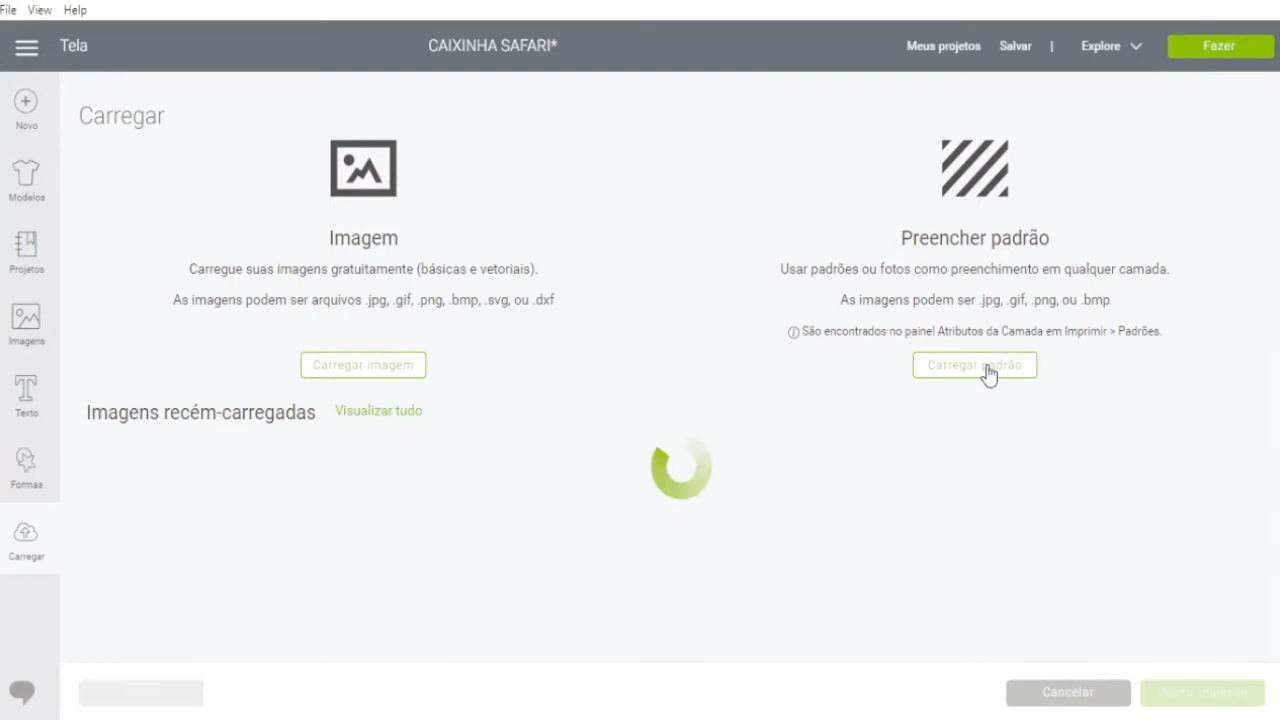 File View Help
Tela
CAIXINHA SAFARI*
Meus projetos Salvar | Explore
Fazer
Novo
Modelos
Projetos
Imagens
Texto
Formas
Carregar
Carregar
Imagem
Carregue suas imagens gratuitamente (básicas e vetoriais).
As imagens podem ser arquivos .jpg, .gif, .png, .bmp, .svg, ou .dxf
Carregar imagem
Preencher padrão
Usar padrões ou fotos como preenchimento em qualquer camada.
As imagens podem ser .jpg, .gif, .png, ou .bmp
São encontrados no painel Atributos da Camada em Imprimir > Padrões.
Carregar padrão
Imagens recém-carregadas Visualizar tudo
Cancelar